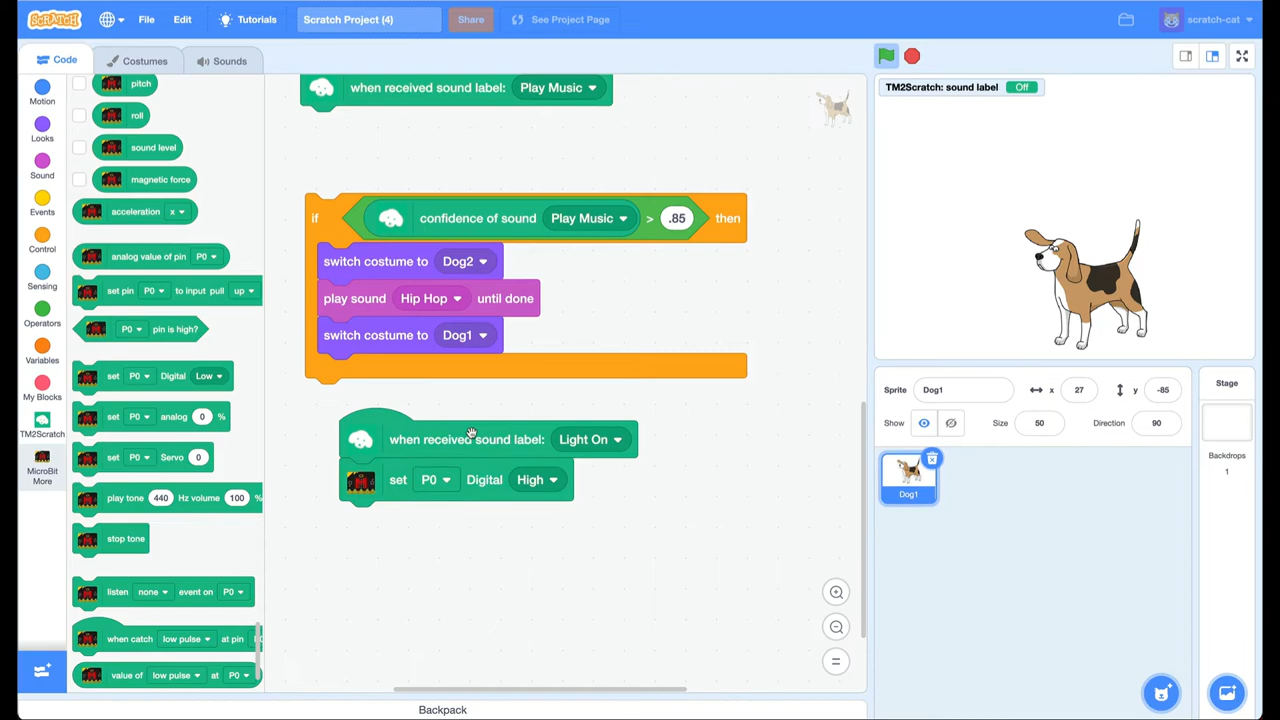 SCRATCH File Edit Tutorials Scratch Project (4) Share See Project Page scratch-cat
Code Costumes Sounds
Motion
Looks
Sound
Events
Control
Sensing
Operators
Variables
My Blocks
TM2Scratch
MicroBit
More
pitch
roll
sound level
magnetic force
acceleration x
analog value of pin P0
set pin P0 to input pull up
P0 pin is high?
set P0 Digital Low
set P0 analog 0 %
set P0 Servo 0
play tone 440 Hz volume 100 %
stop tone
listen none event on P0
when catch low pulse at pin
value of low pulse at P0
when received sound label: Play Music
if confidence of sound Play Music > .85 then
switch costume to Dog2
play sound Hip Hop until done
switch costume to Dog1
when received sound label: Light On
set P0 Digital High
Backpack
TM2Scratch: sound label Off
Sprite Dog1 x 27 y -85
Show Size 50 Direction 90
Dog1
Stage
Backdrops
1